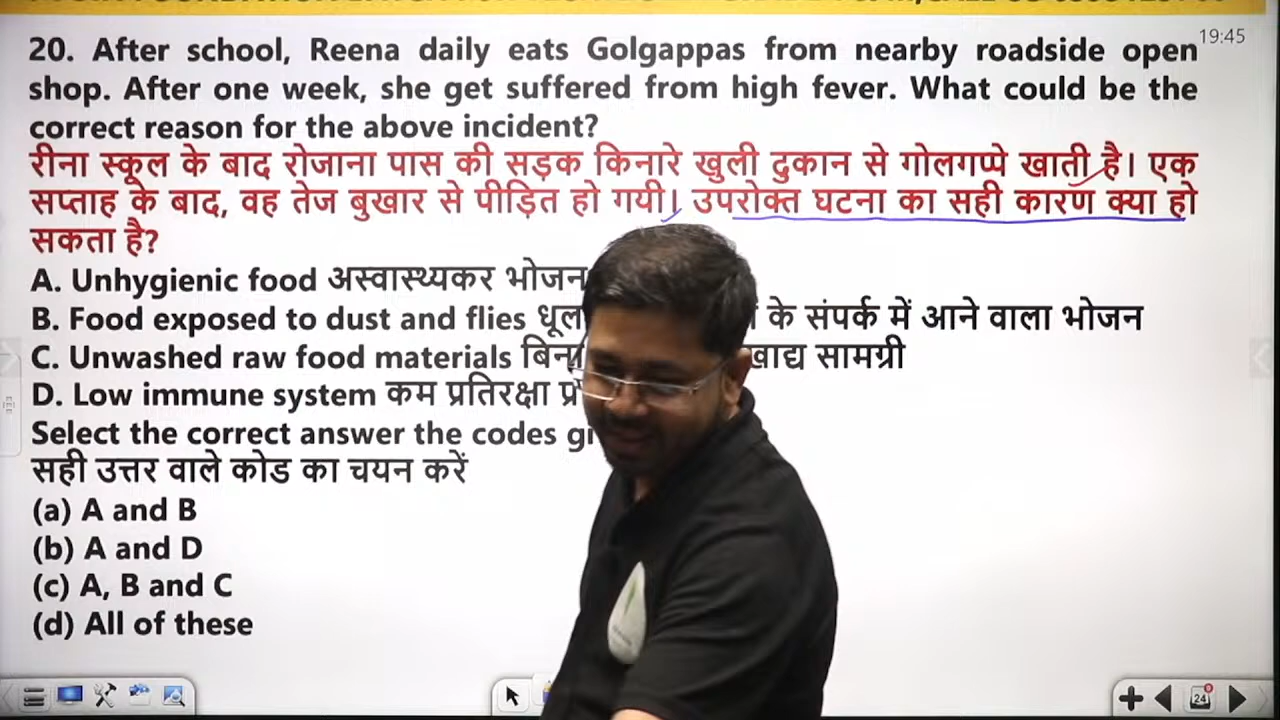 19:45
20. After school, Reena daily eats Golgappas from nearby roadside open
shop. After one week, she get suffered from high fever. What could be the
correct reason for the above incident?
रीना स्कूल के बाद रोजाना पास की सड़क किनारे खुली दुकान से गोलगप्पे खाती है। एक
सप्ताह के बाद, वह तेज बुखार से पीड़ित हो गयी। उपरोक्त घटना का सही कारण क्या हो
सकता है?
A. Unhygienic food अस्वास्थ्यकर भोजन
B. Food exposed to dust and flies धूल के संपर्क में आने वाला भोजन
C. Unwashed raw food materials बिना खाद्य सामग्री
D. Low immune system कम प्रतिरक्षा
Select the correct answer the codes
सही उत्तर वाले कोड का चयन करें
(a) A and B
(b) A and D
(c) A, B and C
(d) All of these
24